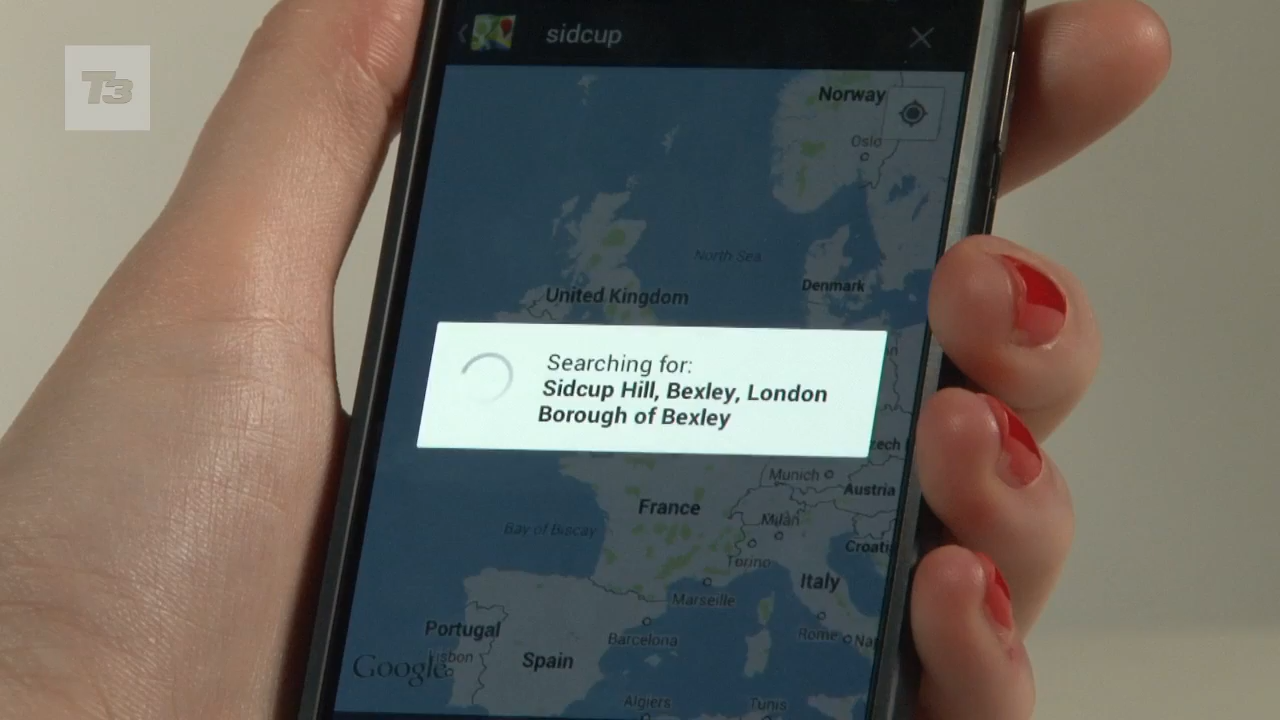 T3
sidcup
Norway
Oslo
North Sea
United Kingdom
Denmark
Searching for:
Sidcup Hill, Bexley, London
Borough of Bexley
zech
Munich
Austria
France
Milan
Bay of Biscay
Croati
Torino
Italy
Marseille
Portugal
Barcelona
Rome
Nap
Lisbon
Spain
Google
Algiers
Tunis